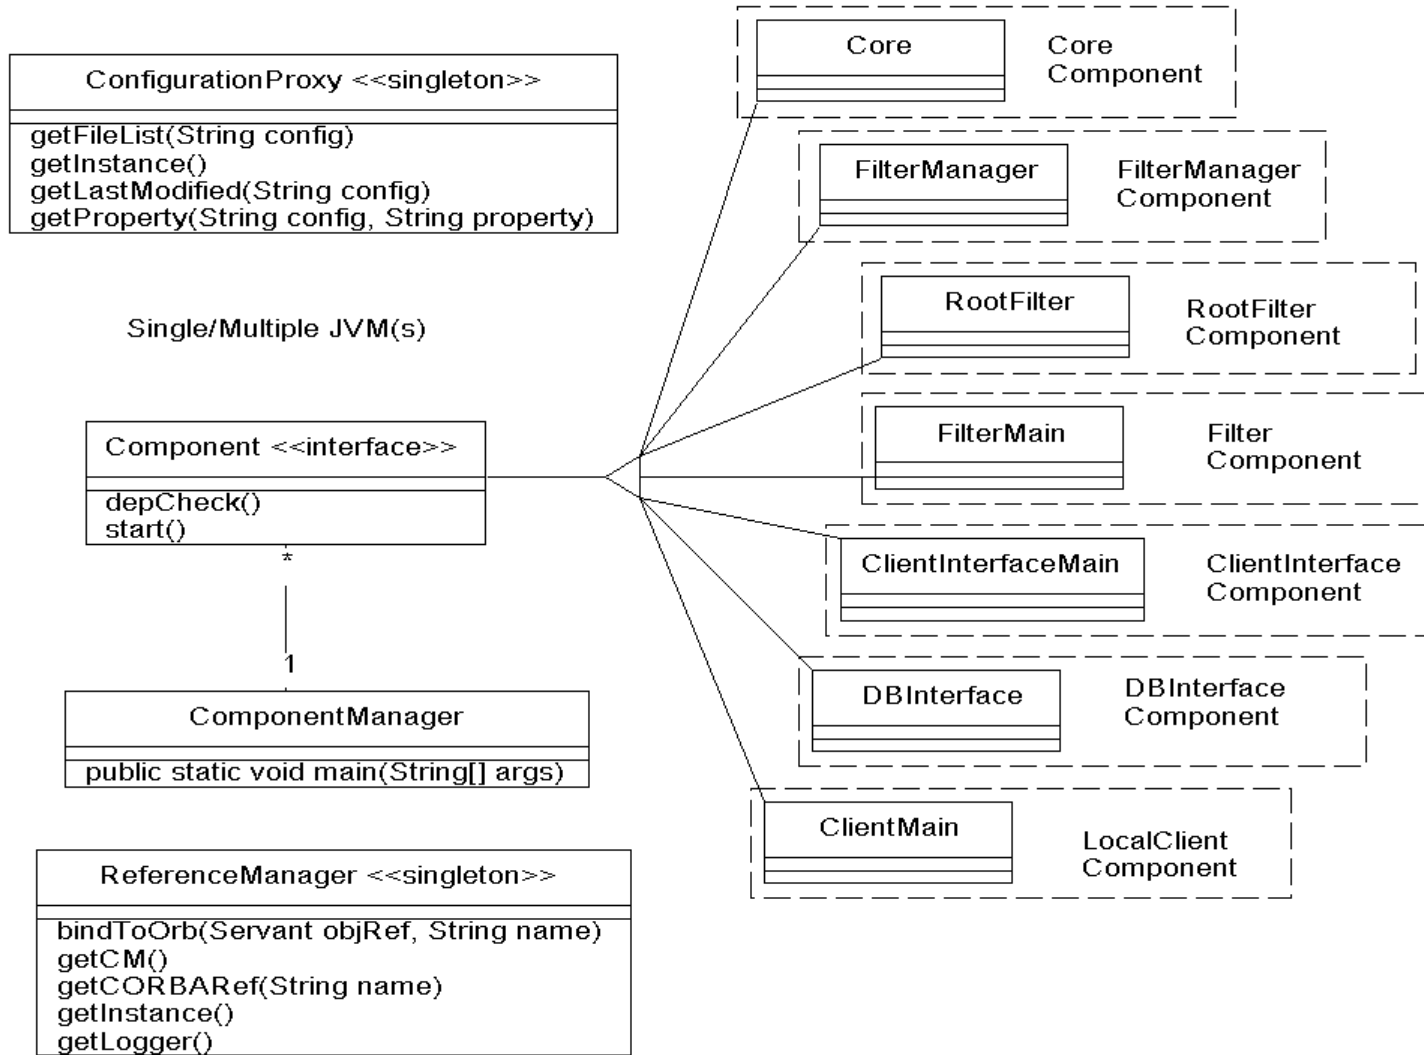 ConfigurationProxy <<singleton>>
getFileList(String config)
getInstance()
getLastModified(String config)
getProperty(String config, String property)
Single/Multiple JVM(s)
Component <<interface>>
depCheck()
start()
*
1
ComponentManager
public static void main(String[] args)
ReferenceManager <<singleton>>
bindToOrb(Servant objRef, String name)
getCM()
getCORBARef(String name)
getInstance()
getLogger()
Core
Core
Component
FilterManager
FilterManager
Component
RootFilter
RootFilter
Component
FilterMain
Filter
Component
ClientInterfaceMain
ClientInterface
Component
DBInterface
DBInterface
Component
ClientMain
LocalClient
Component